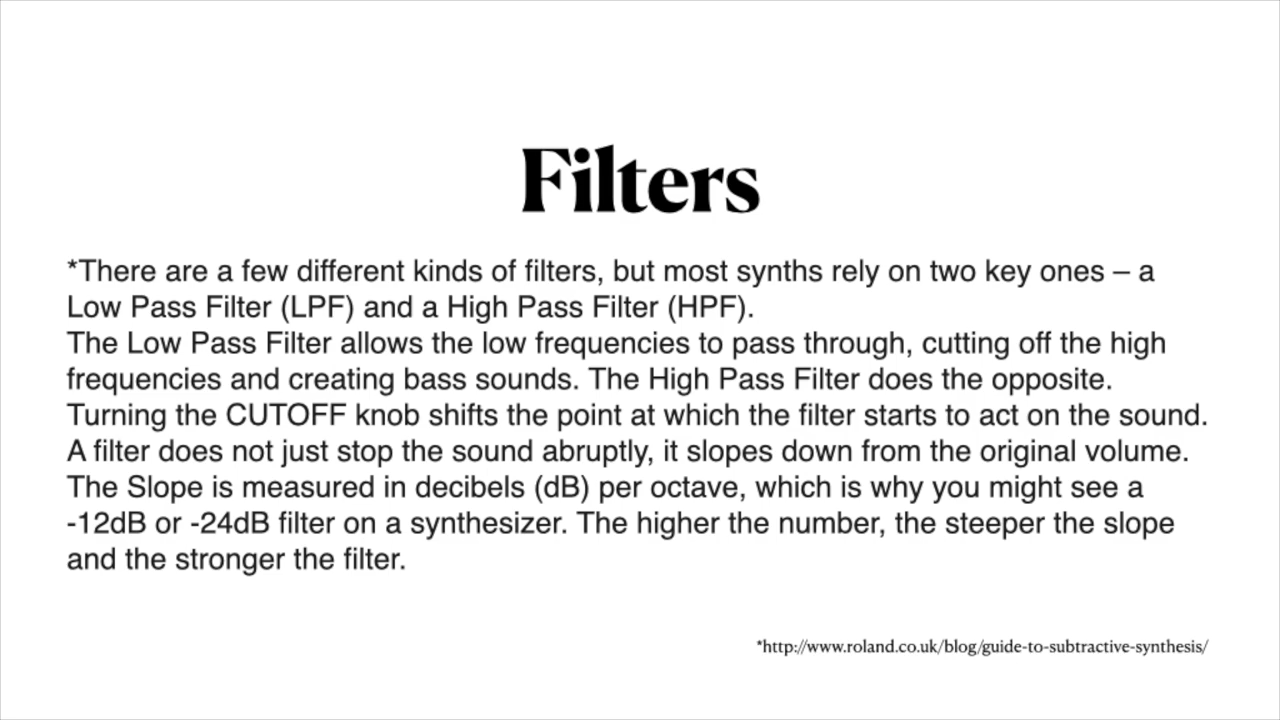 Filters
*There are a few different kinds of filters, but most synths rely on two key ones – a
Low Pass Filter (LPF) and a High Pass Filter (HPF).
The Low Pass Filter allows the low frequencies to pass through, cutting off the high
frequencies and creating bass sounds. The High Pass Filter does the opposite.
Turning the CUTOFF knob shifts the point at which the filter starts to act on the sound.
A filter does not just stop the sound abruptly, it slopes down from the original volume.
The Slope is measured in decibels (dB) per octave, which is why you might see a
-12dB or -24dB filter on a synthesizer. The higher the number, the steeper the slope
and the stronger the filter.
*http://www.roland.co.uk/blog/guide-to-subtractive-synthesis/